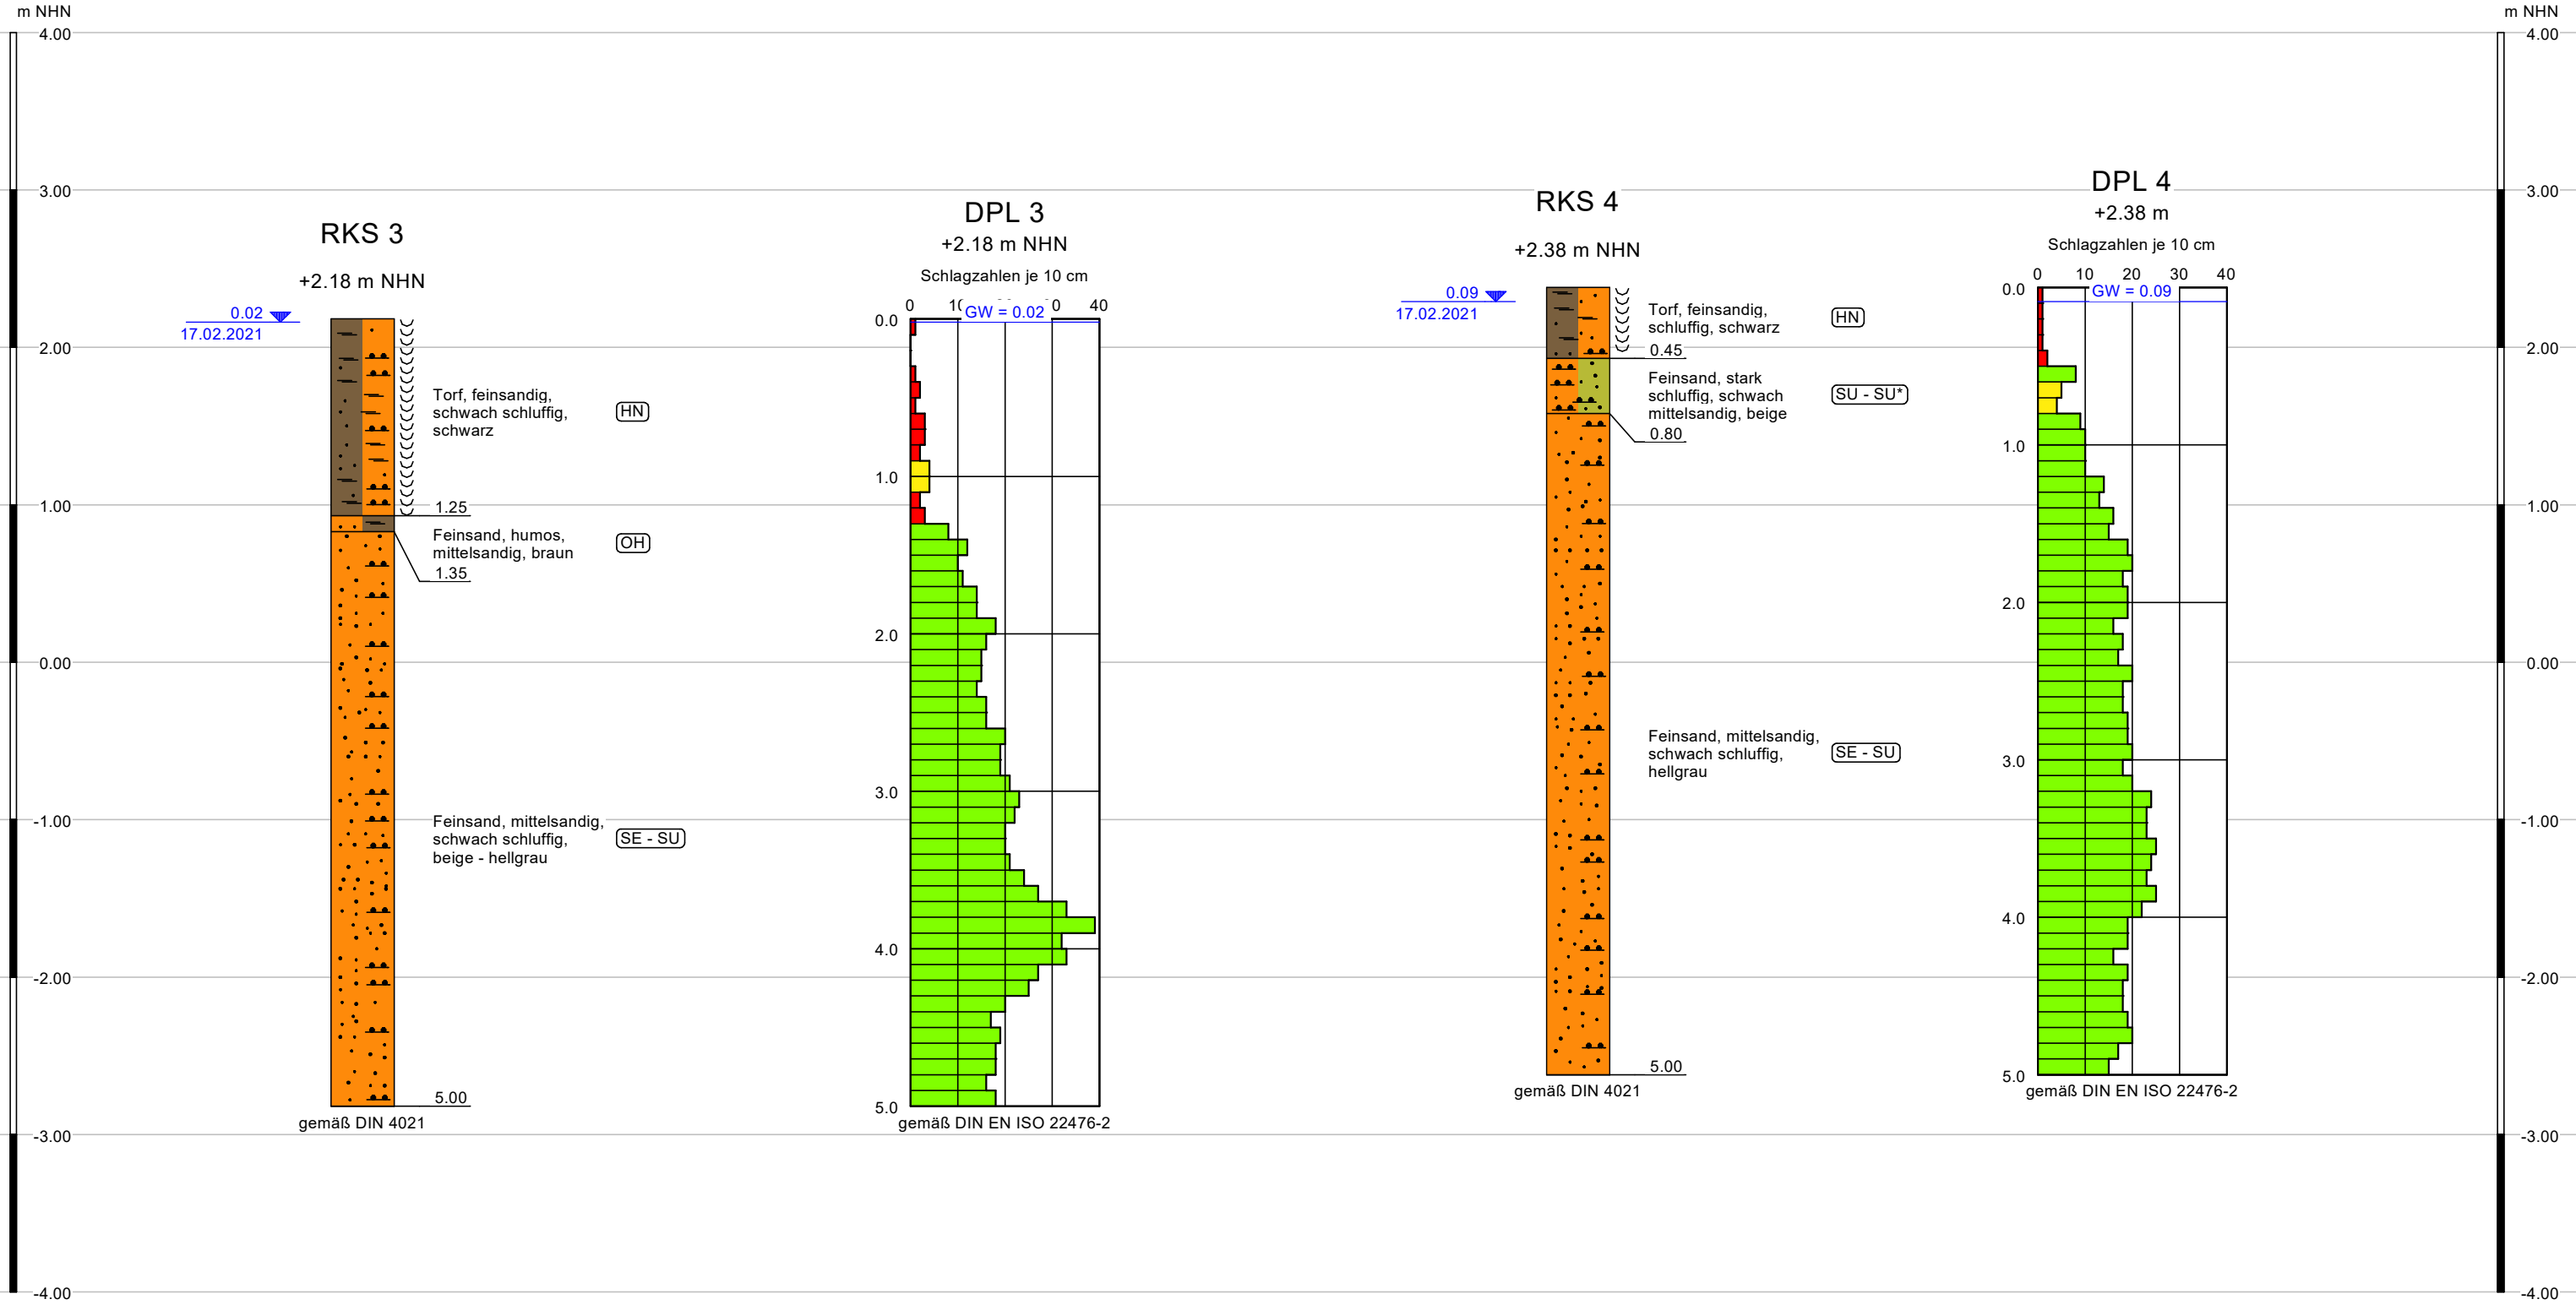 m NHN
4.00
3.00
2.00
1.00
0.00
-1.00
-2.00
-3.00
-4.00
RKS 3
+2.18 m NHN
0.02
17.02.2021
Torf, feinsandig,
schwach schluffig,
schwarz
HN
1.25
Feinsand, humos,
mittelsandig, braun
OH
1.35
Feinsand, mittelsandig,
schwach schluffig,
beige - hellgrau
SE - SU
5.00
gemäß DIN 4021
DPL 3
+2.18 m NHN
Schlagzahlen je 10 cm
0 40
GW = 0.02
0.0
1.0
2.0
3.0
4.0
5.0
gemäß DIN EN ISO 22476-2
RKS 4
+2.38 m NHN
0.09
17.02.2021
Torf, feinsandig,
schluffig, schwarz
HN
0.45
Feinsand, stark
schluffig, schwach
mittelsandig, beige
SU - SU*
0.80
Feinsand, mittelsandig,
schwach schluffig,
hellgrau
SE - SU
5.00
gemäß DIN 4021
DPL 4
+2.38 m
Schlagzahlen je 10 cm
0 10 20 30 40
GW = 0.09
0.0
1.0
2.0
3.0
4.0
5.0
gemäß DIN EN ISO 22476-2
m NHN
4.00
3.00
2.00
1.00
0.00
-1.00
-2.00
-3.00
-4.00